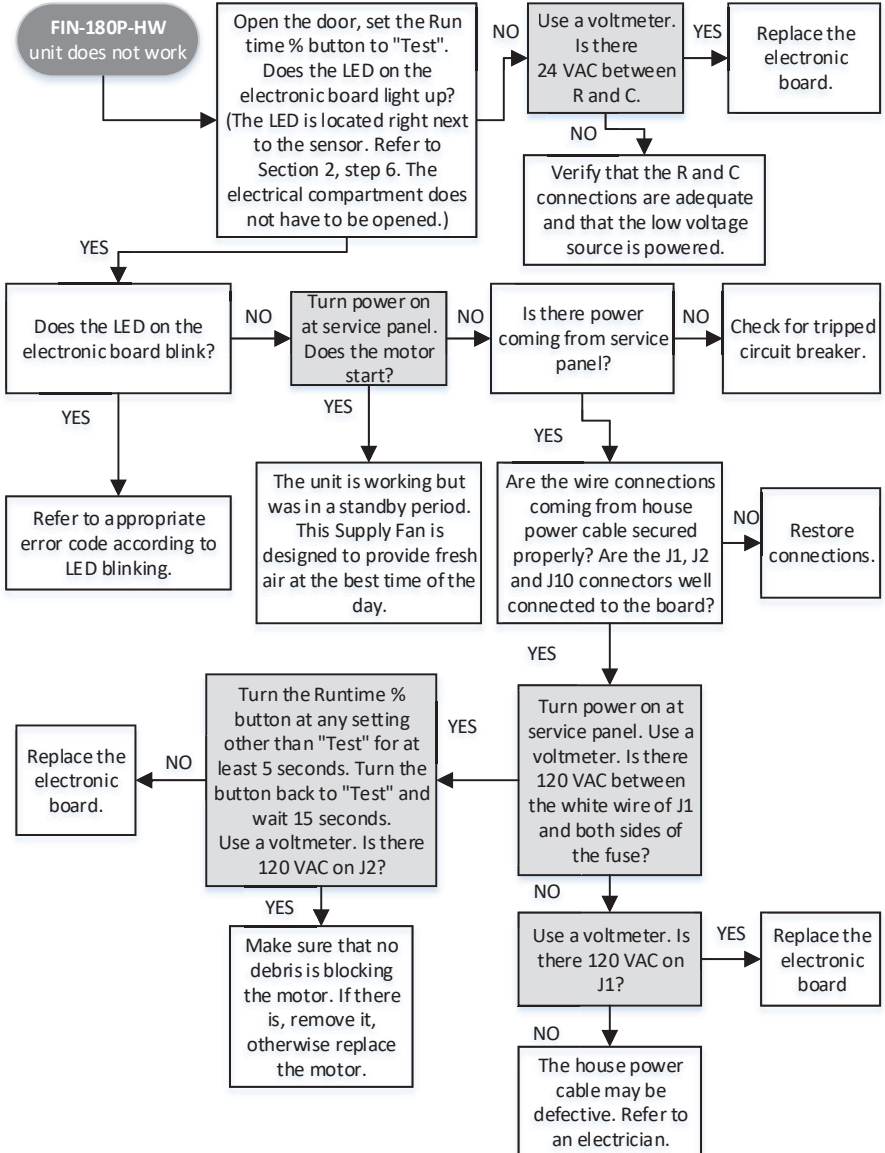 FIN-180P-HW
unit does not work
Open the door, set the Run
time % button to "Test".
Does the LED on the
electronic board light up?
(The LED is located right next
to the sensor. Refer to
Section 2, step 6. The
electrical compartment does
not have to be opened.)
NO
Use a voltmeter.
Is there
24 VAC between
R and C.
YES
Replace the
electronic
board.
NO
Verify that the R and C
connections are adequate
and that the low voltage
source is powered.
YES
Does the LED on the
electronic board blink?
NO
Turn power on
at service panel.
Does the motor
start?
NO
Is there power
coming from service
panel?
NO
Check for tripped
circuit breaker.
YES
YES
YES
Refer to appropriate
error code according to
LED blinking.
The unit is working but
was in a standby period.
This Supply Fan is
designed to provide fresh
air at the best time of the
day.
Are the wire connections
coming from house
power cable secured
properly? Are the J1, J2
and J10 connectors well
connected to the board?
NO
Restore
connections.
YES
Turn power on at
service panel. Use a
voltmeter. Is there
120 VAC between
the white wire of J1
and both sides of
the fuse?
YES
Turn the Runtime %
button at any setting
other than "Test" for at
least 5 seconds. Turn the
button back to "Test" and
wait 15 seconds.
Use a voltmeter. Is there
120 VAC on J2?
NO
Replace the
electronic
board.
YES
Make sure that no
debris is blocking
the motor. If there
is, remove it,
otherwise replace
the motor.
NO
Use a voltmeter. Is
there 120 VAC on
J1?
YES
Replace the
electronic
board
NO
The house power
cable may be
defective. Refer to
an electrician.